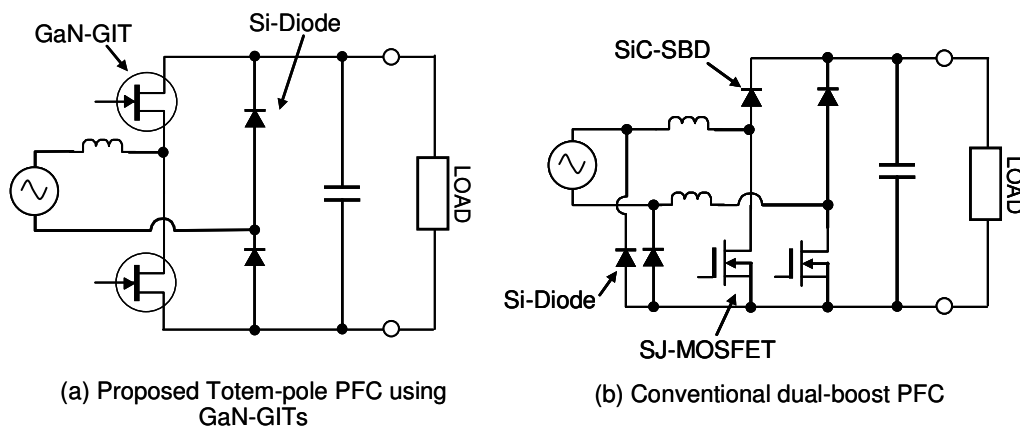 GaN-GIT
Si-Diode
LOAD
(a) Proposed Totem-pole PFC using
GaN-GITs
SiC-SBD
LOAD
Si-Diode
SJ-MOSFET
(b) Conventional dual-boost PFC